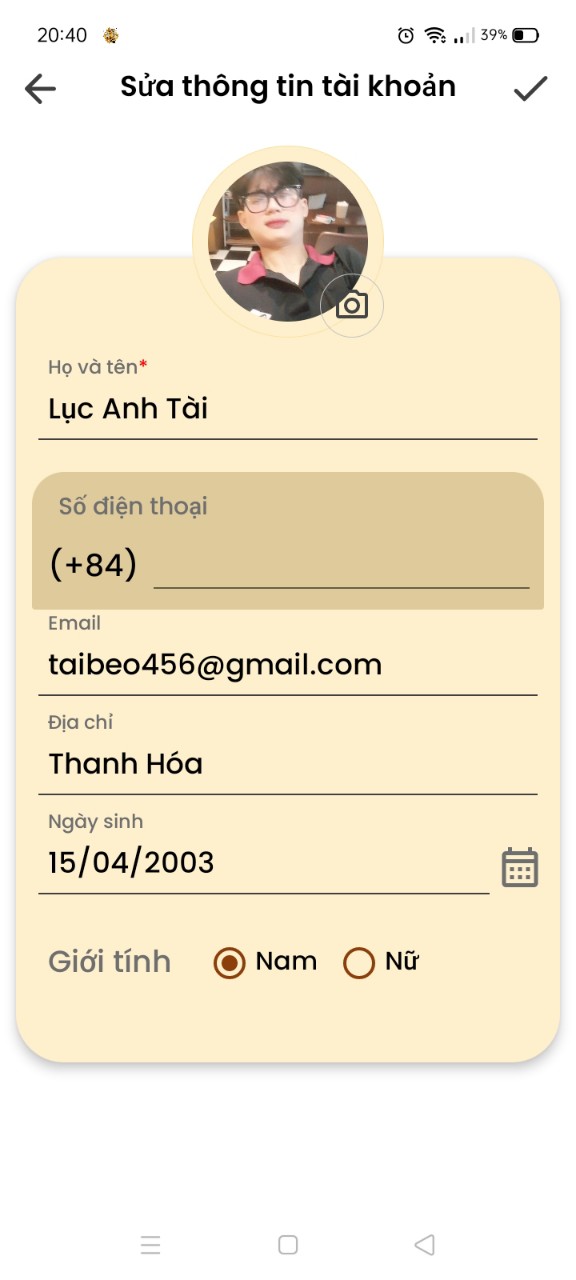 20:40
39%
Sửa thông tin tài khoản
Họ và tên*
Lục Anh Tài
Số điện thoại
(+84)
Email
taibeo456@gmail.com
Địa chỉ
Thanh Hóa
Ngày sinh
15/04/2003
Giới tính Nam Nữ